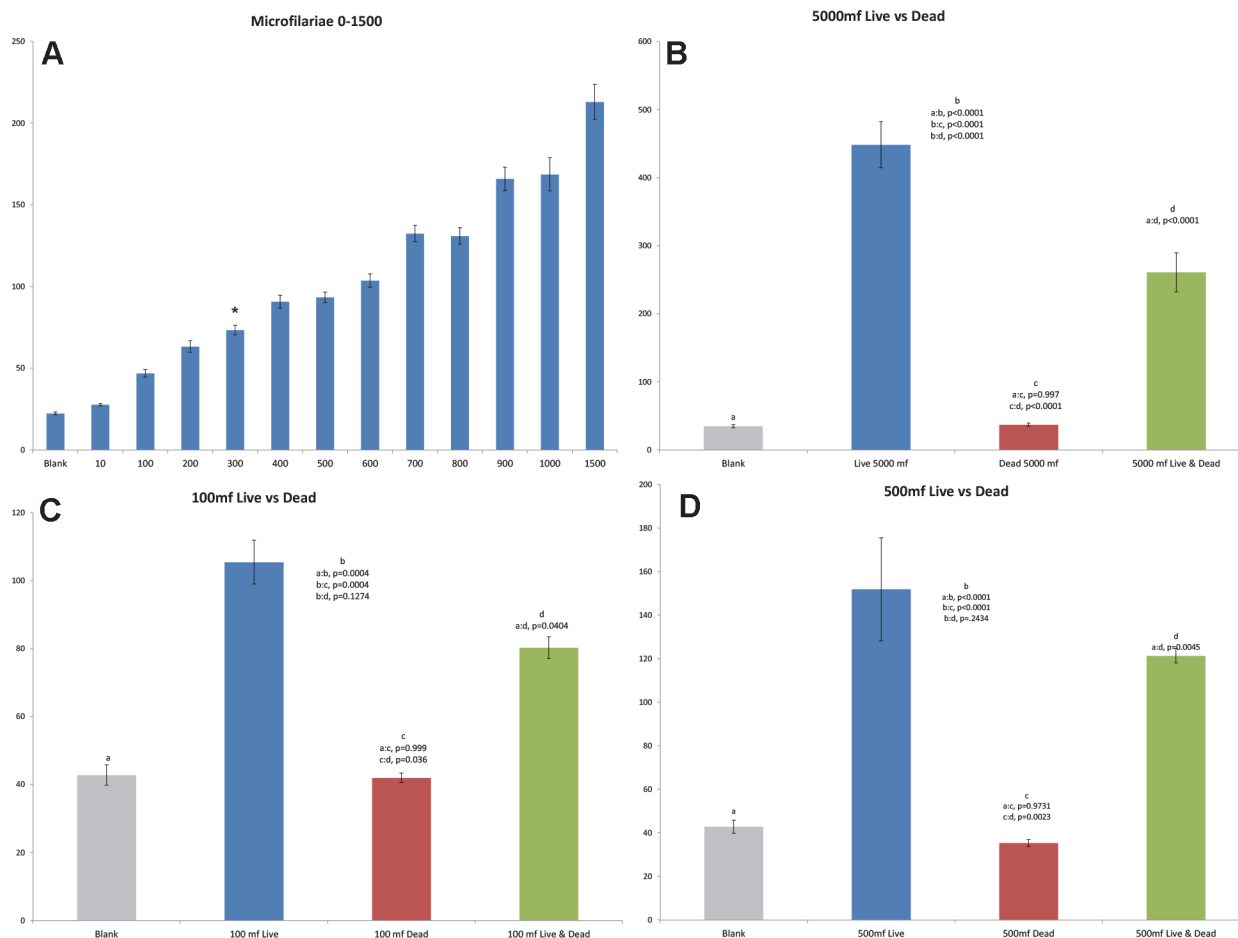 Microfilariae 0-1500
A
250
200
150
100
50
0
*
Blank 10 100 200 300 400 500 600 700 800 900 1000 1500
5000mf Live vs Dead
B
600
500
400
300
200
100
0
a
b
a:b, p<0.0001
b:c, p<0.0001
b:d, p<0.0001
c
a:c, p=0.997
c:d, p<0.0001
d
a:d, p<0.0001
Blank Live 5000 mf Dead 5000 mf 5000 mf Live & Dead
100mf Live vs Dead
C
120
100
80
60
40
20
0
a
b
a:b, p=0.0004
b:c, p=0.0004
b:d, p=0.1274
c
a:c, p=0.999
c:d, p=0.036
d
a:d, p=0.0404
Blank 100 mf Live 100 mf Dead 100 mf Live & Dead
500mf Live vs Dead
D
200
180
160
140
120
100
80
60
40
20
0
a
b
a:b, p<0.0001
b:c, p<0.0001
b:d, p=.2434
c
a:c, p=0.9731
c:d, p=0.0023
d
a:d, p=0.0045
Blank 500mf Live 500mf Dead 500mf Live & Dead